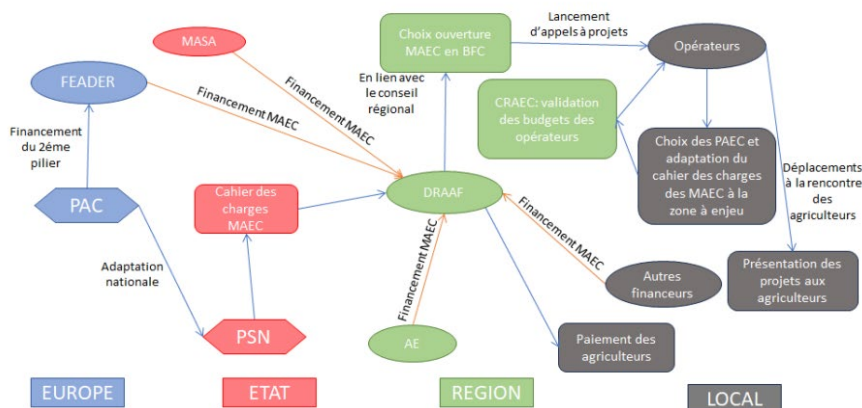 MASA
FEADER
Financement
du 2éme
pilier
PAC
Adaptation
nationale
PSN
Cahier des
charges
MAEC
Financement MAEC
Financement MAEC
DRAAF
Financement MAEC
AE
Financement MAEC
Autres
financeurs
Paiement des
agriculteurs
En lien avec
le conseil
régional
Choix ouverture
MAEC en BFC
Lancement
d'appels à projets
Opérateurs
CRAEC: validation
des budgets des
opérateurs
Choix des PAEC et
adaptation du
cahier des charges
des MAEC à la
zone à enjeu
Déplacements
à la rencontre
des
agriculteurs
Présentation des
projets aux
agriculteurs
EUROPE
ETAT
REGION
LOCAL